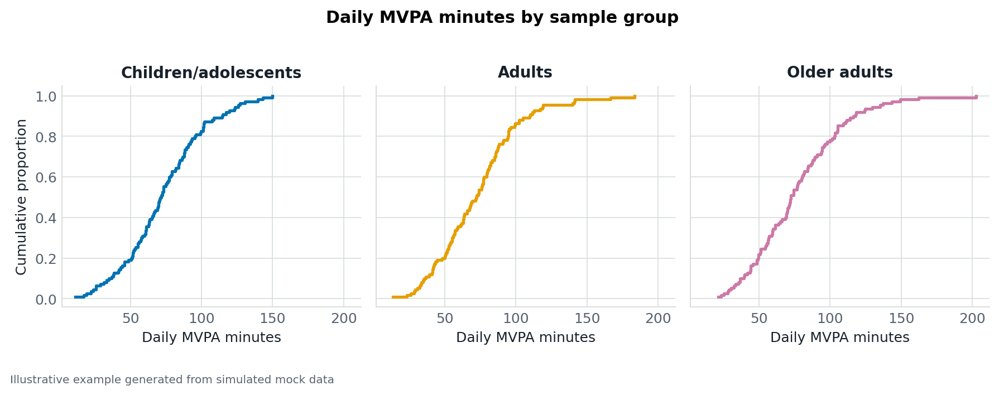 Daily MVPA minutes by sample group
Children/adolescents
Adults
Older adults
Cumulative proportion
1.0
0.8
0.6
0.4
0.2
0.0
50 100 150 200
50 100 150 200
50 100 150 200
Daily MVPA minutes
Daily MVPA minutes
Daily MVPA minutes
Illustrative example generated from simulated mock data